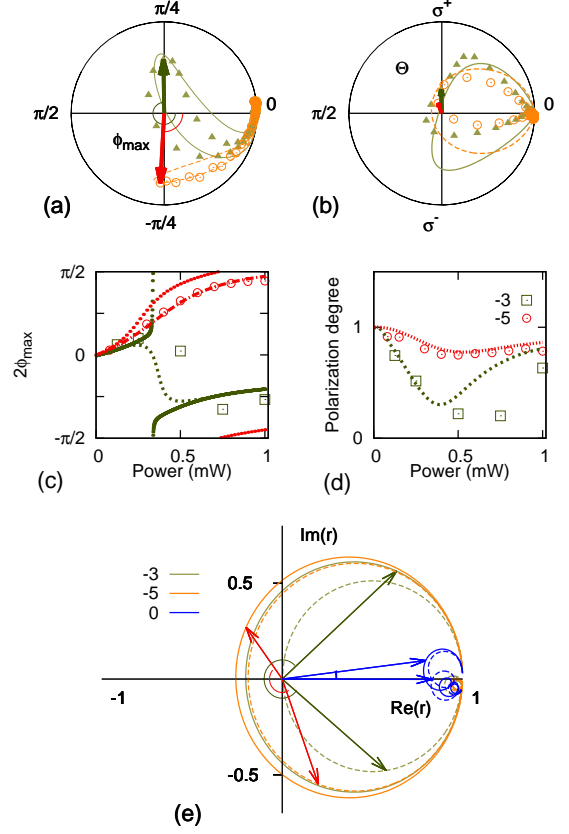 π/4
π/2
0
ϕmax
-π/4
(a)
σ+
π/2
Θ
0
σ-
(b)
π/2
0
-π/2
2ϕmax
0
0.5
1
Power (mW)
(c)
Polarization degree
1
0
-3
-5
0
0.5
1
Power (mW)
(d)
Im(r)
-3
-5
0
0.5
-1
Re(r)
1
-0.5
(e)